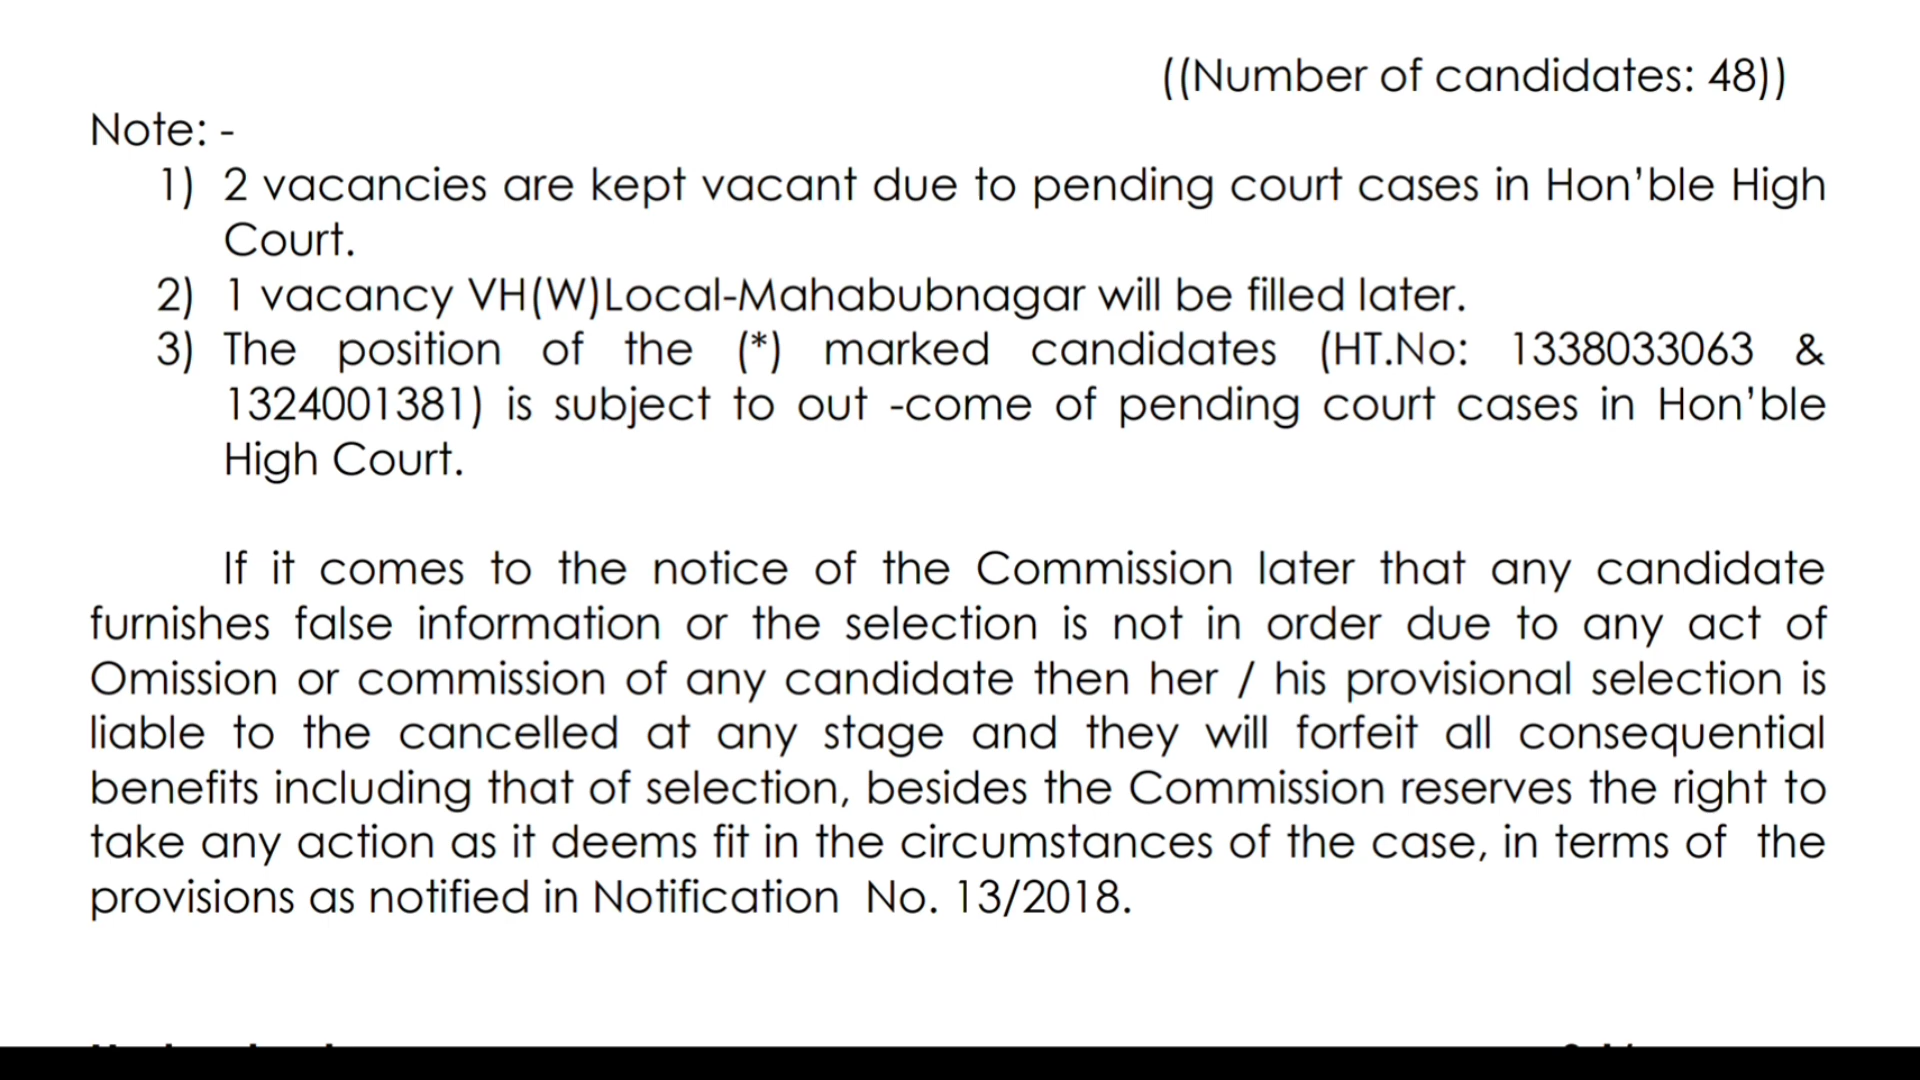 ((Number of candidates: 48))
Note: -
1) 2 vacancies are kept vacant due to pending court cases in Hon'ble High
Court.
2) 1 vacancy VH(W)Local-Mahabubnagar will be filled later.
3) The position of the (*) marked candidates (HT.No: 1338033063 &
1324001381) is subject to out -come of pending court cases in Hon'ble
High Court.
If it comes to the notice of the Commission later that any candidate
furnishes false information or the selection is not in order due to any act of
Omission or commission of any candidate then her / his provisional selection is
liable to the cancelled at any stage and they will forfeit all consequential
benefits including that of selection, besides the Commission reserves the right to
take any action as it deems fit in the circumstances of the case, in terms of the
provisions as notified in Notification No. 13/2018.